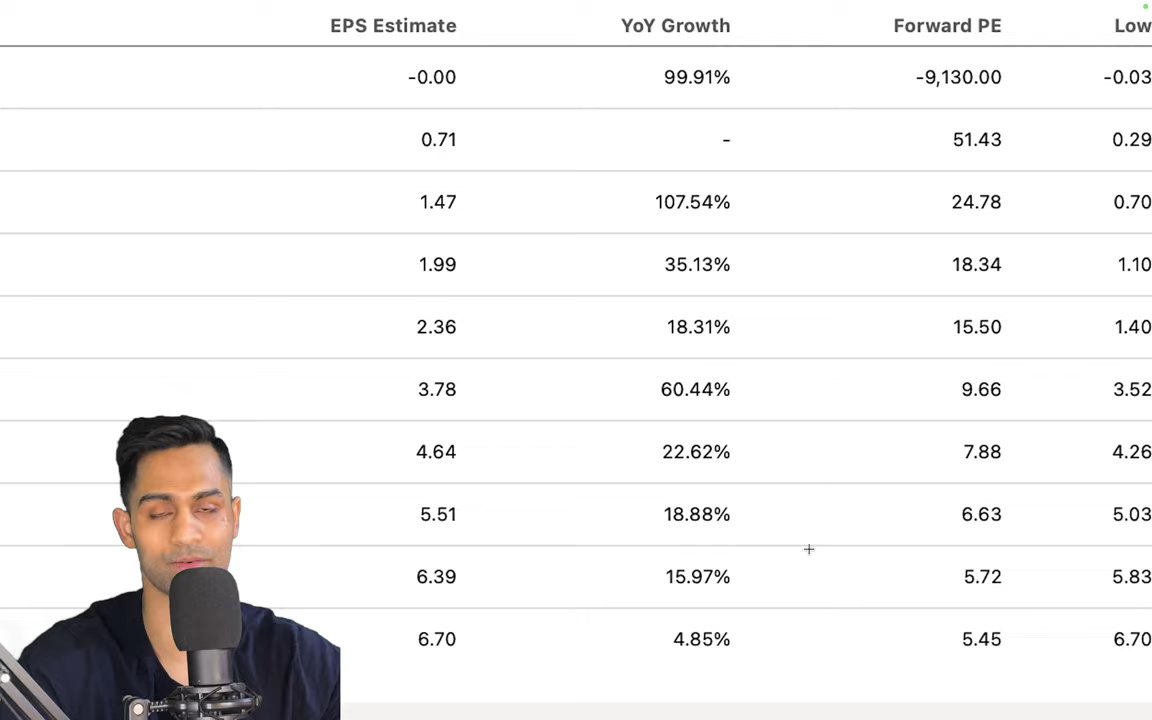 EPS Estimate YoY Growth Forward PE Low
-0.00 99.91% -9,130.00 -0.03
0.71 - 51.43 0.29
1.47 107.54% 24.78 0.70
1.99 35.13% 18.34 1.10
2.36 18.31% 15.50 1.40
3.78 60.44% 9.66 3.52
4.64 22.62% 7.88 4.26
5.51 18.88% 6.63 5.03
6.39 15.97% 5.72 5.83
6.70 4.85% 5.45 6.70